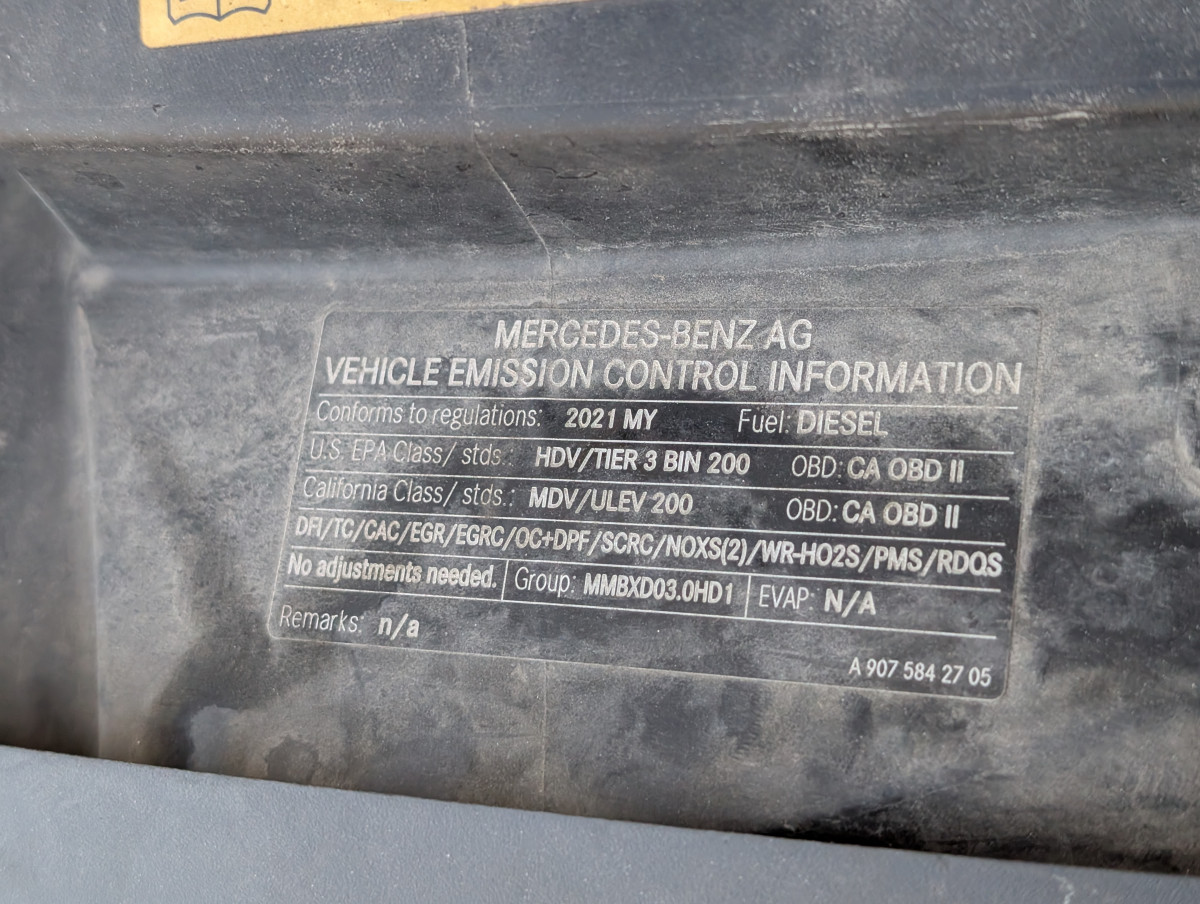 MERCEDES-BENZ AG
VEHICLE EMISSION CONTROL INFORMATION
Conforms to regulations: 2021 MY Fuel: DIESEL
U.S. EPA Class/ stds.: HDV/TIER 3 BIN 200 OBD: CA OBD II
California Class/ stds.: MDV/ULEV 200 OBD: CA OBD II
DFI/TC/CAC/EGR/EGRC/OC+DPF/SCRC/NOXS(2)/WR-HO2S/PMS/RDQS
No adjustments needed. Group: MMBXD03.0HD1 EVAP: N/A
Remarks: n/a
A 907 584 27 05